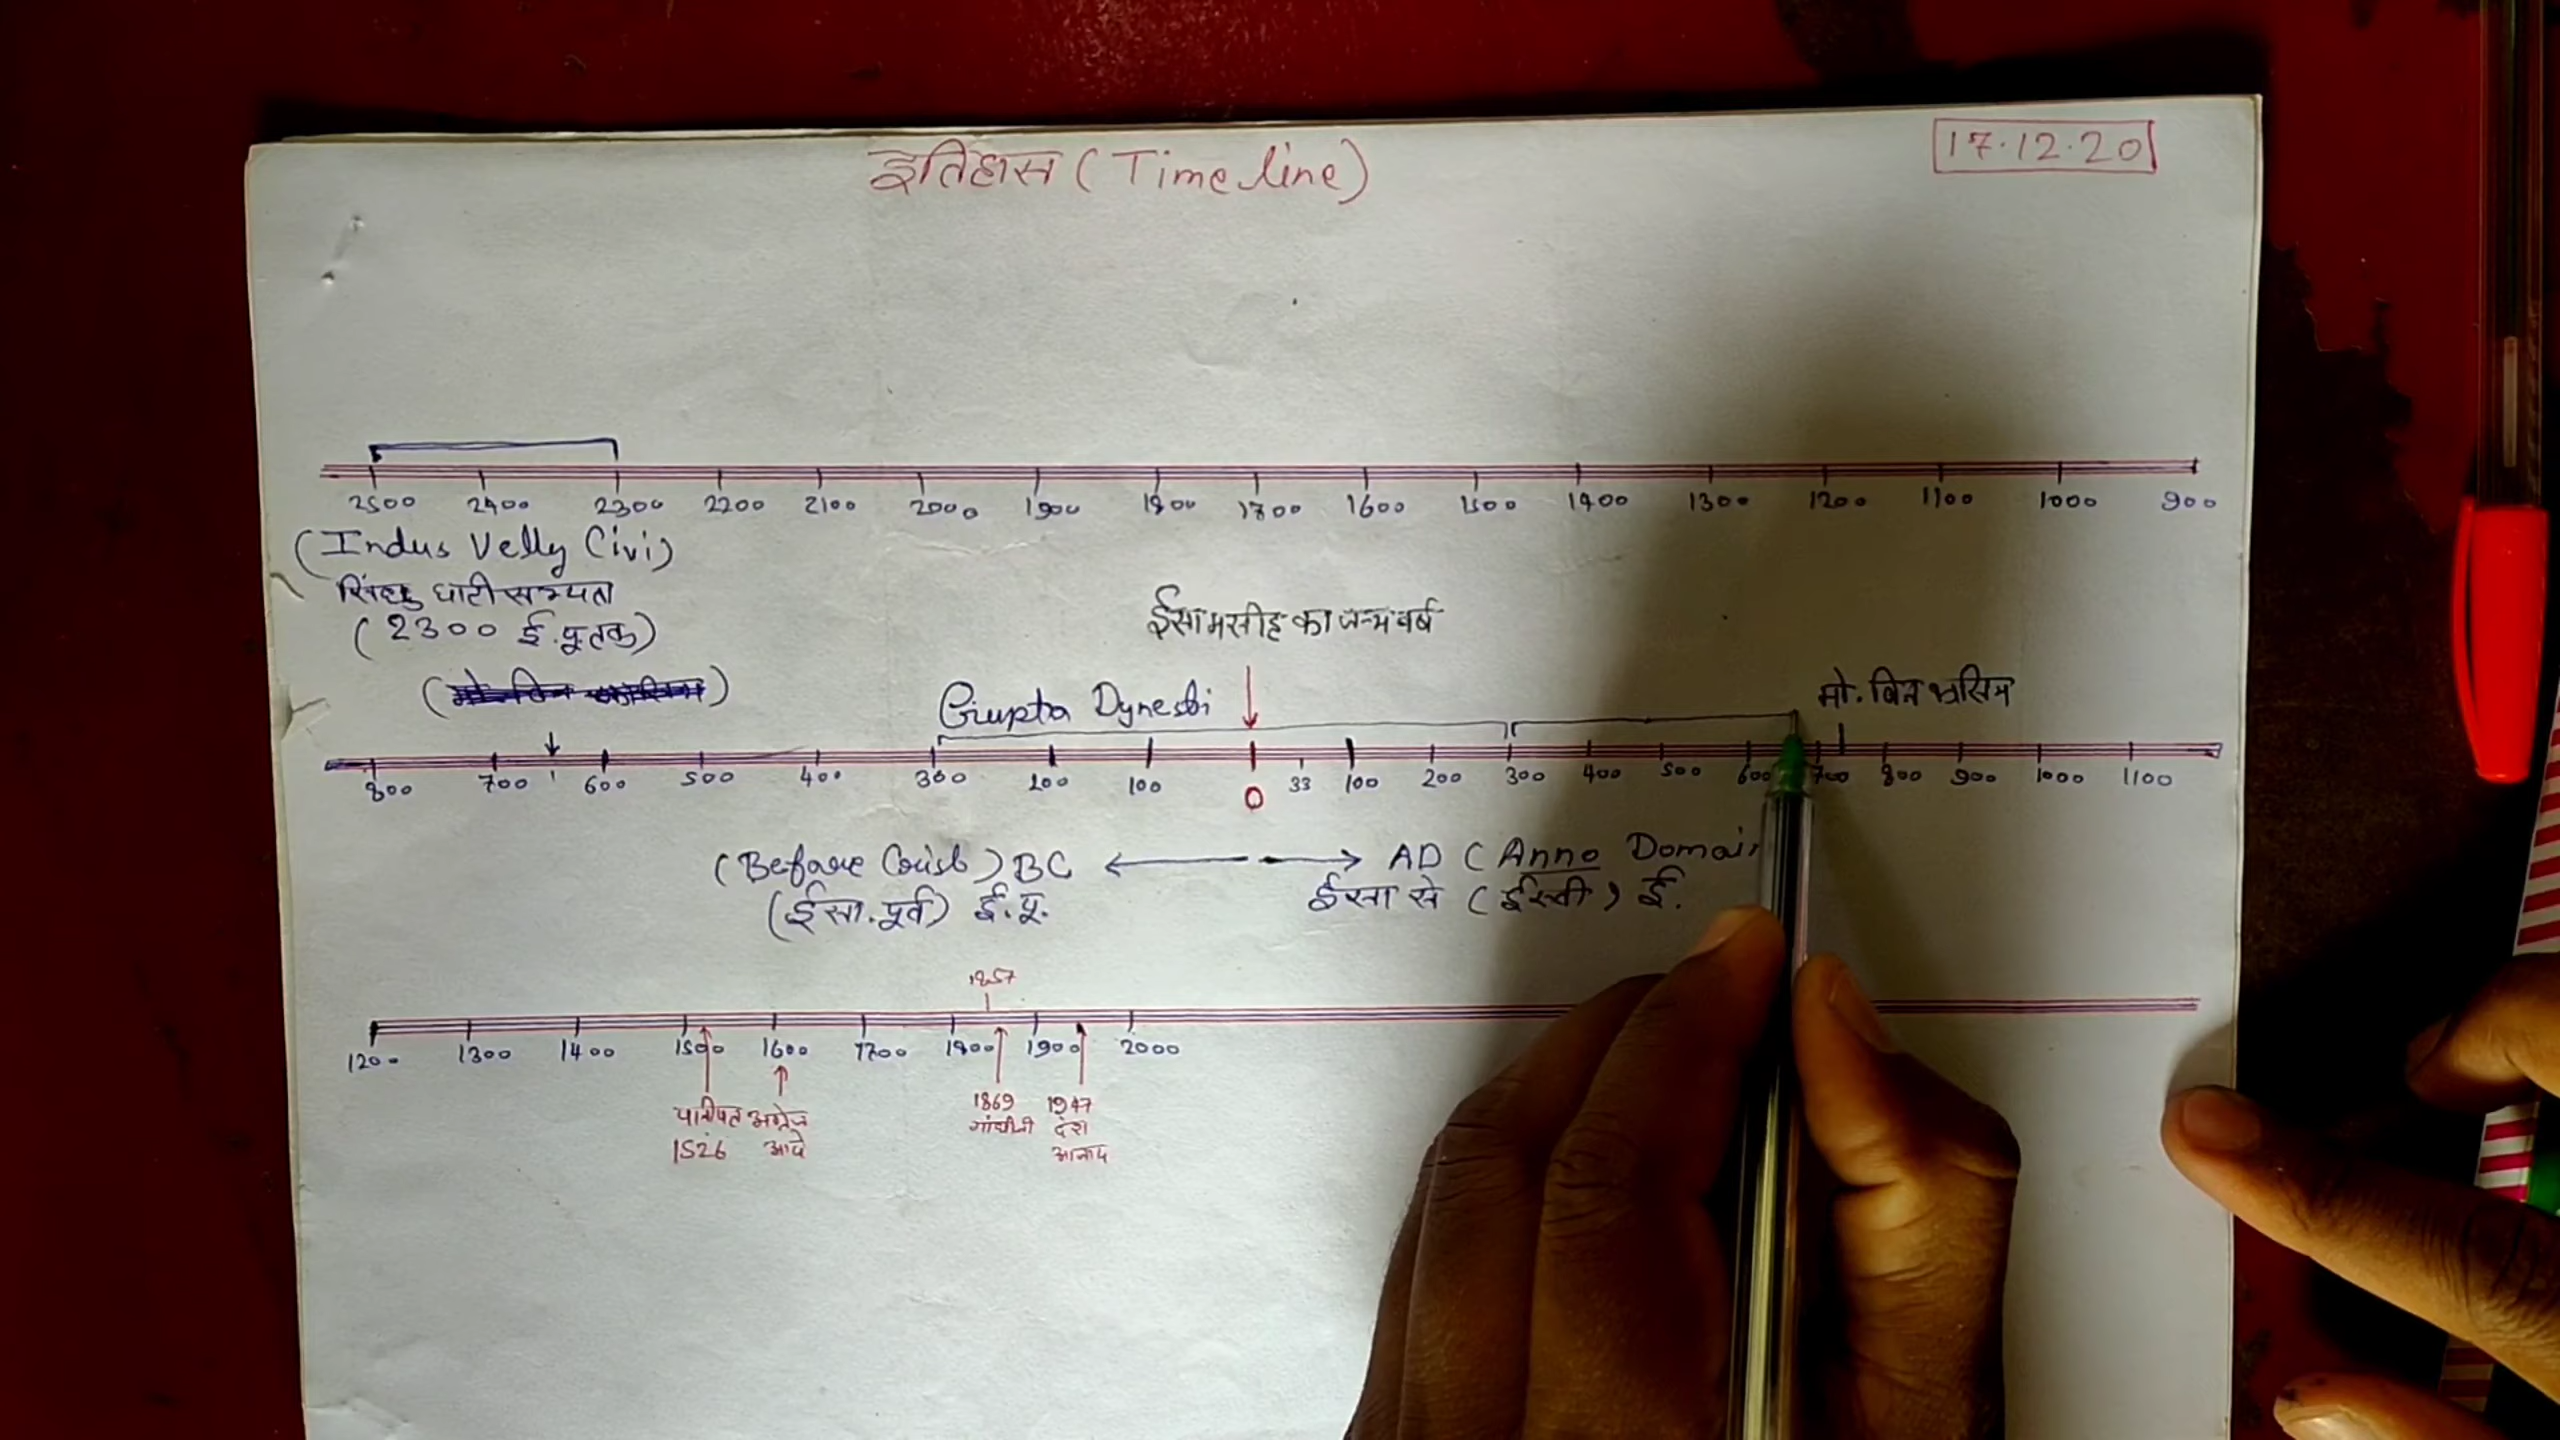 इतिहास ( Time line )
17.12.20
2500 2400 2300 2200 2100 2000 1900 1800 1700 1600 1500 1400 1300 1200 1100 1000 900
( Indus Velly Civi )
सिंधु घाटी सभ्यता
( 2300 ई.पू. तक )
ईसा मसीह का जन्म वर्ष
Gupta Dynesti
मो. बिन कासिम
800 700 600 500 400 300 200 100 0 33 100 200 300 400 500 600 700 800 900 1000 1100
( Before Crist ) BC AD ( Anno Domai
( ईसा. पूर्व ) ई. पू. ईसा से ( ईस्वी ) ई.
1857
1200 1300 1400 1500 1600 1700 1800 1900 2000
पानीपत अंग्रेज 1869 1947
1526 आये गांधीजी देश
आजाद